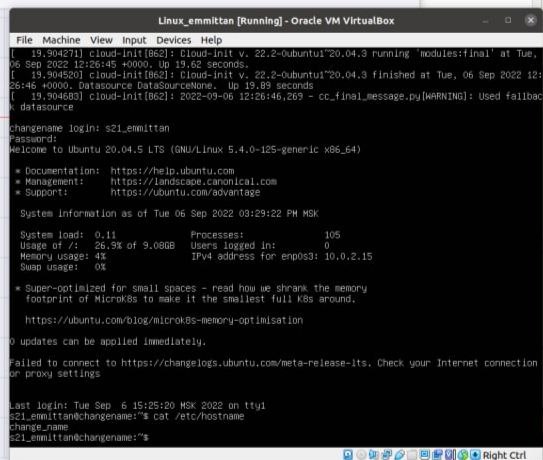 Linux_emmittan [Running] - Oracle VM VirtualBox
File Machine View Input Devices Help
[   19.904271] cloud-init[862]: Cloud-init v. 22.2-0ubuntu1~20.04.3 running 'modules:final' at Tue,
06 Sep 2022 12:26:45 +0000. Up 19.62 seconds.
[   19.904520] cloud-init[862]: Cloud-init v. 22.2-0ubuntu1~20.04.3 finished at Tue, 06 Sep 2022 12:
26:46 +0000. Datasource DataSourceNone.  Up 19.89 seconds
[   19.904683] cloud-init[862]: 2022-09-06 12:26:46,269 - cc_final_message.py[WARNING]: Used fallbac
k datasource
changename login: s21_emmittan
Password:
Welcome to Ubuntu 20.04.5 LTS (GNU/Linux 5.4.0-125-generic x86_64)
* Documentation:  https://help.ubuntu.com
* Management:     https://landscape.canonical.com
* Support:        https://ubuntu.com/advantage
System information as of Tue 06 Sep 2022 03:29:22 PM MSK
System load:  0.11               Processes:               105
Usage of /:   26.9% of 9.08GB   Users logged in:         0
Memory usage: 4%                 IPv4 address for enp0s3: 10.0.2.15
Swap usage:   0%
* Super-optimized for small spaces - read how we shrank the memory
footprint of MicroK8s to make it the smallest full K8s around.
https://ubuntu.com/blog/microk8s-memory-optimisation
0 updates can be applied immediately.
Failed to connect to https://changelogs.ubuntu.com/meta-release-lts. Check your Internet connection
or proxy settings
Last login: Tue Sep  6 15:25:20 MSK 2022 on tty1
s21_emmittan@changename:~$ cat /etc/hostname
change_name
s21_emmittan@changename:~$
Right Ctrl